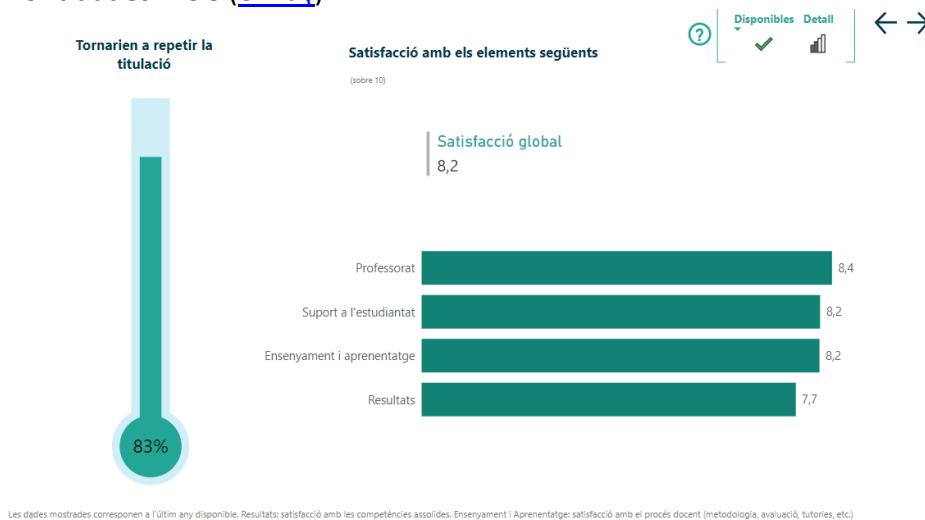 Tornarien a repetir la
titulació
Satisfacció amb els elements següents
(sobre 10)
?
Disponibles Detall
Satisfacció global
8,2
Professorat 8,4
Suport a l'estudiantat 8,2
Ensenyament i aprenentatge 8,2
Resultats 7,7
83%
Les dades mostrades corresponen a l'últim any disponible. Resultats: satisfacció amb les competències assolides. Ensenyament i Aprenentatge: satisfacció amb el procés docent (metodologia, avaluació, tutories, etc.)